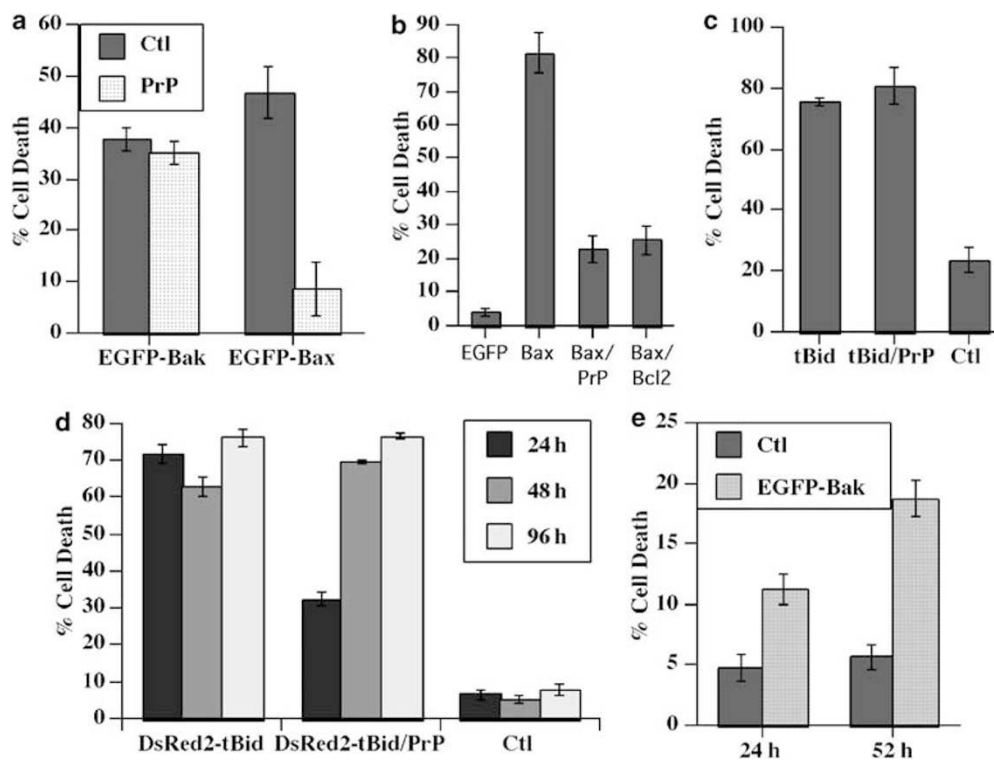 a
60
50
40
30
20
10
0
% Cell Death
Ctl
PrP
EGFP-Bak EGFP-Bax
b
90
80
70
60
50
40
30
20
10
0
% Cell Death
EGFP Bax Bax/ Bax/
PrP Bcl2
c
100
80
60
40
20
0
% Cell Death
tBid tBid/PrP Ctl
d
80
70
60
50
40
30
20
10
0
% Cell Death
24 h
48 h
96 h
DsRed2-tBid DsRed2-tBid/PrP Ctl
e
25
20
15
10
5
0
% Cell Death
Ctl
EGFP-Bak
24 h 52 h